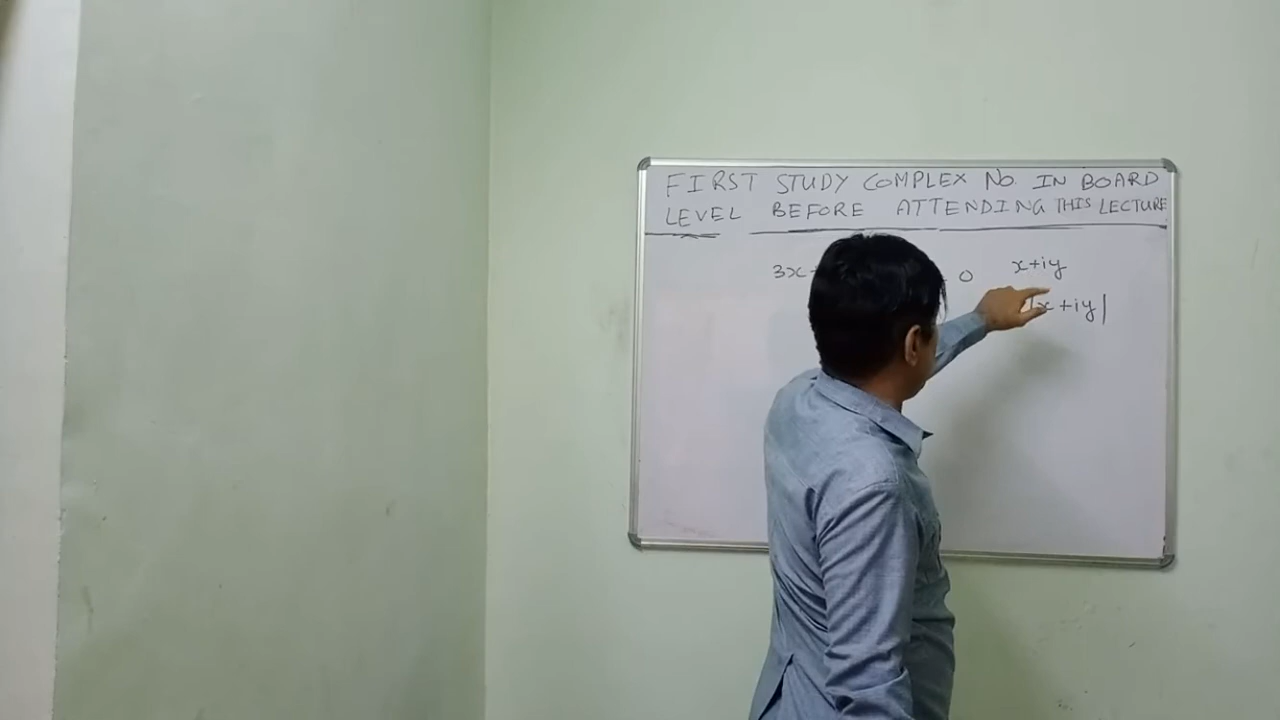 FIRST STUDY COMPLEX NO. IN BOARD
LEVEL BEFORE ATTENDING THIS LECTURE
3x 0 x+iy
|x+iy|